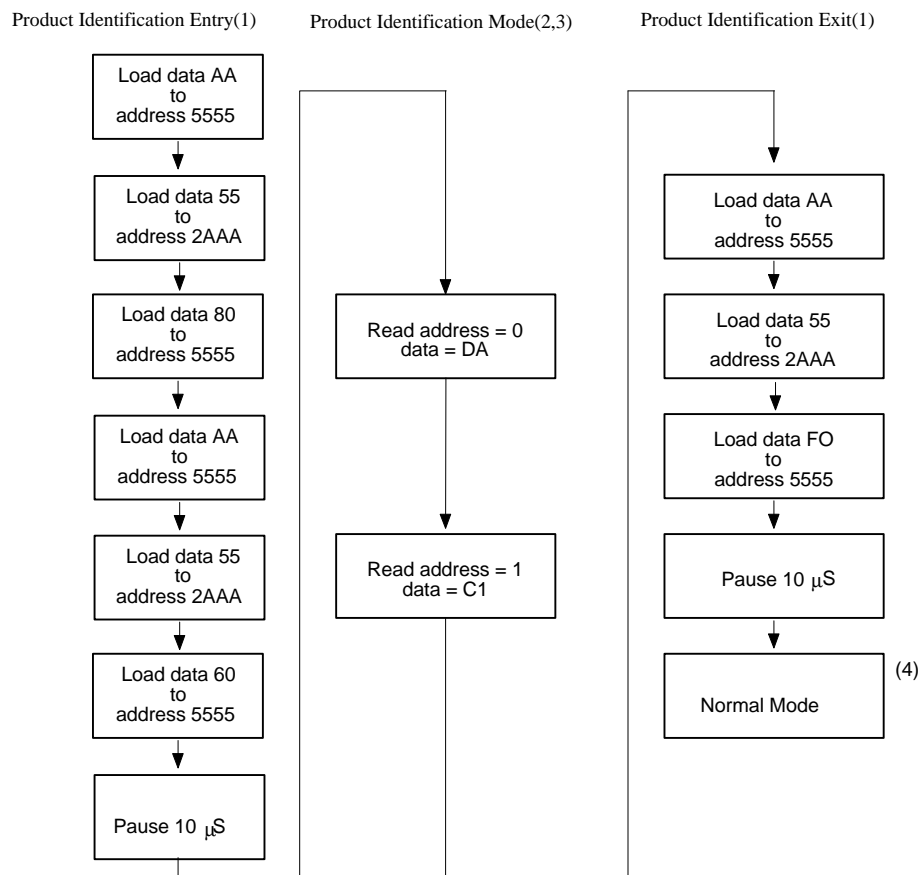 Product Identification Entry(1)
Load data AA
to
address 5555
Load data 55
to
address 2AAA
Load data 80
to
address 5555
Load data AA
to
address 5555
Load data 55
to
address 2AAA
Load data 60
to
address 5555
Pause 10 μS
Product Identification Mode(2,3)
Read address = 0
data = DA
Read address = 1
data = C1
Product Identification Exit(1)
Load data AA
to
address 5555
Load data 55
to
address 2AAA
Load data FO
to
address 5555
Pause 10 μS
Normal Mode
(4)